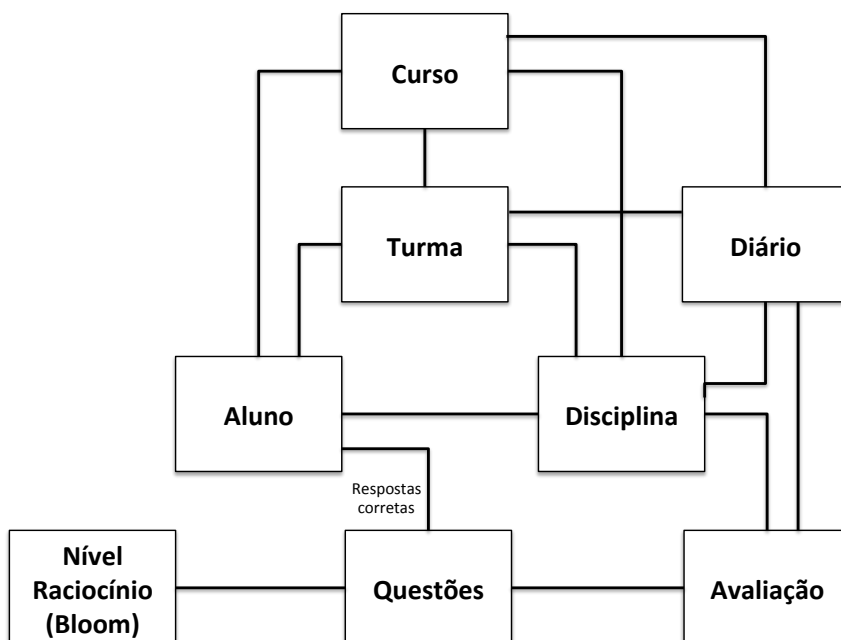 Curso
Turma
Diário
Aluno
Disciplina
Respostas
corretas
Nível
Raciocínio
(Bloom)
Questões
Avaliação